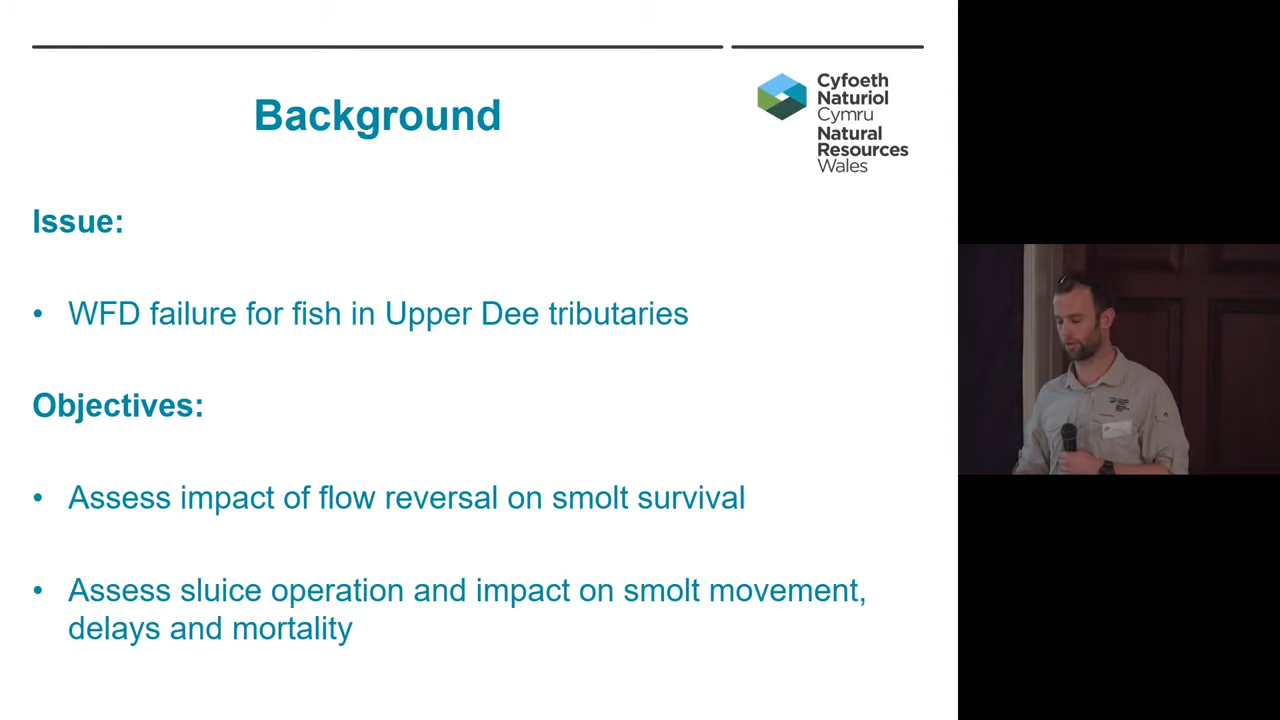 Background
Cyfoeth
Naturiol
Cymru
Natural
Resources
Wales
Issue:
• WFD failure for fish in Upper Dee tributaries
Objectives:
• Assess impact of flow reversal on smolt survival
• Assess sluice operation and impact on smolt movement,
delays and mortality